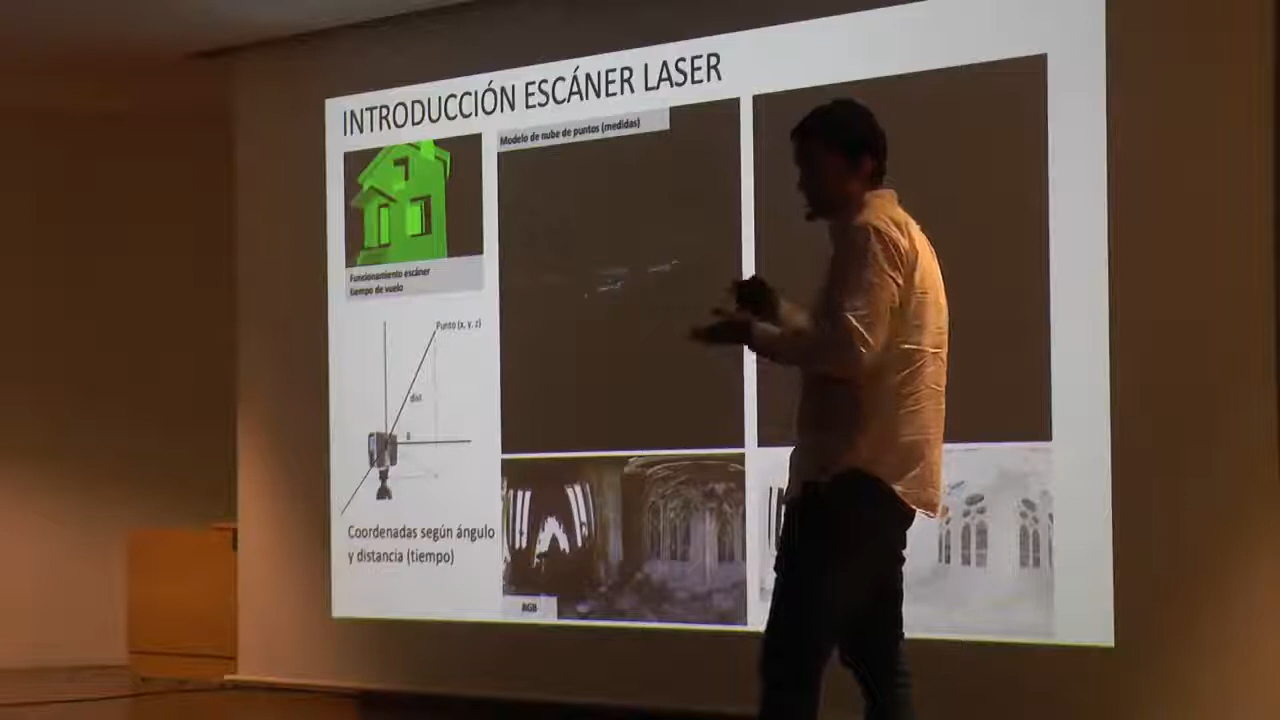 INTRODUCCIÓN ESCÁNER LASER
Modelo de nube de puntos (medidas)
Funcionamiento escáner
tiempo de vuelo
Punto (x, y, z)
dist
Coordenadas según ángulo
y distancia (tiempo)
RGB